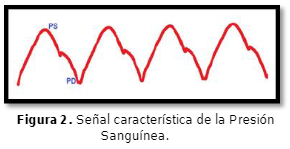 PS
PD
Figura 2. Señal característica de la Presión
Sanguínea.